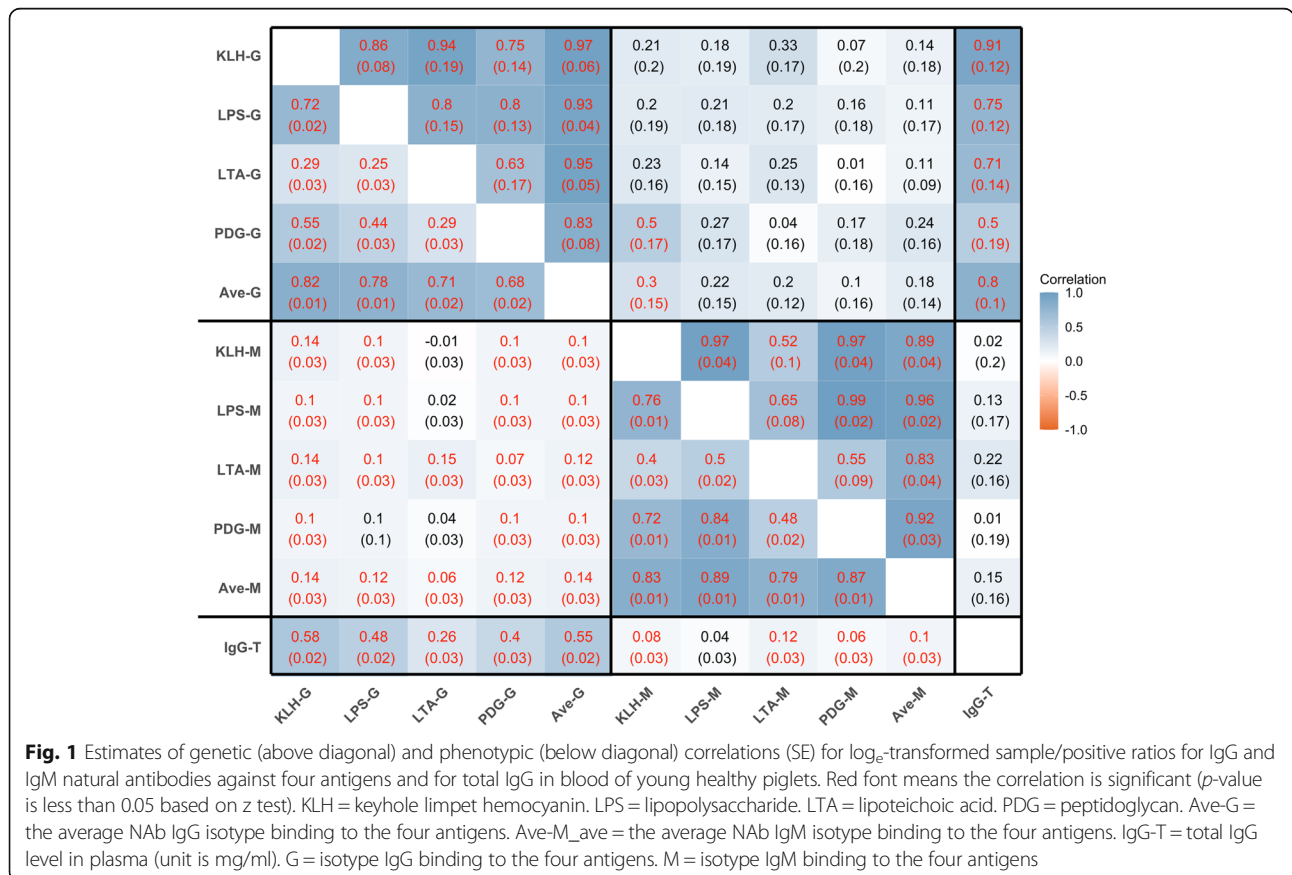 KLH-G 0.86 0.94 0.75 0.97 0.21 0.18 0.33 0.07 0.14 0.91
(0.08) (0.19) (0.14) (0.06) (0.2) (0.19) (0.17) (0.2) (0.18) (0.12)
LPS-G 0.72 0.8 0.8 0.93 0.2 0.21 0.2 0.16 0.11 0.75
(0.02) (0.15) (0.13) (0.04) (0.19) (0.18) (0.17) (0.18) (0.17) (0.12)
LTA-G 0.29 0.25 0.63 0.95 0.23 0.14 0.25 0.01 0.11 0.71
(0.03) (0.03) (0.17) (0.05) (0.16) (0.15) (0.13) (0.16) (0.09) (0.14)
PDG-G 0.55 0.44 0.29 0.83 0.5 0.27 0.04 0.17 0.24 0.5
(0.02) (0.03) (0.03) (0.08) (0.17) (0.17) (0.16) (0.18) (0.16) (0.19)
Ave-G 0.82 0.78 0.71 0.68 0.3 0.22 0.2 0.1 0.18 0.8
(0.01) (0.01) (0.02) (0.02) (0.15) (0.15) (0.12) (0.16) (0.14) (0.1)
KLH-M 0.14 0.1 -0.01 0.1 0.1 0.97 0.52 0.97 0.89 0.02
(0.03) (0.03) (0.03) (0.03) (0.03) (0.04) (0.1) (0.04) (0.04) (0.2)
LPS-M 0.1 0.1 0.02 0.1 0.1 0.76 0.65 0.99 0.96 0.13
(0.03) (0.03) (0.03) (0.03) (0.03) (0.01) (0.08) (0.02) (0.02) (0.17)
LTA-M 0.14 0.1 0.15 0.07 0.12 0.4 0.5 0.55 0.83 0.22
(0.03) (0.03) (0.03) (0.03) (0.03) (0.03) (0.02) (0.09) (0.04) (0.16)
PDG-M 0.1 0.1 0.04 0.1 0.1 0.72 0.84 0.48 0.92 0.01
(0.03) (0.1) (0.03) (0.03) (0.03) (0.01) (0.01) (0.02) (0.03) (0.19)
Ave-M 0.14 0.12 0.06 0.12 0.14 0.83 0.89 0.79 0.87 0.15
(0.03) (0.03) (0.03) (0.03) (0.03) (0.01) (0.01) (0.01) (0.01) (0.16)
IgG-T 0.58 0.48 0.26 0.4 0.55 0.08 0.04 0.12 0.06 0.1
(0.02) (0.02) (0.03) (0.03) (0.02) (0.03) (0.03) (0.03) (0.03) (0.03)
KLH-G LPS-G LTA-G PDG-G Ave-G KLH-M LPS-M LTA-M PDG-M Ave-M IgG-T
Correlation
1.0
0.5
0.0
-0.5
-1.0
Fig. 1 Estimates of genetic (above diagonal) and phenotypic (below diagonal) correlations (SE) for logₑ-transformed sample/positive ratios for IgG and
IgM natural antibodies against four antigens and for total IgG in blood of young healthy piglets. Red font means the correlation is significant (p-value
is less than 0.05 based on z test). KLH = keyhole limpet hemocyanin. LPS = lipopolysaccharide. LTA = lipoteichoic acid. PDG = peptidoglycan. Ave-G =
the average NAb IgG isotype binding to the four antigens. Ave-M_ave = the average NAb IgM isotype binding to the four antigens. IgG-T = total IgG
level in plasma (unit is mg/ml). G = isotype IgG binding to the four antigens. M = isotype IgM binding to the four antigens